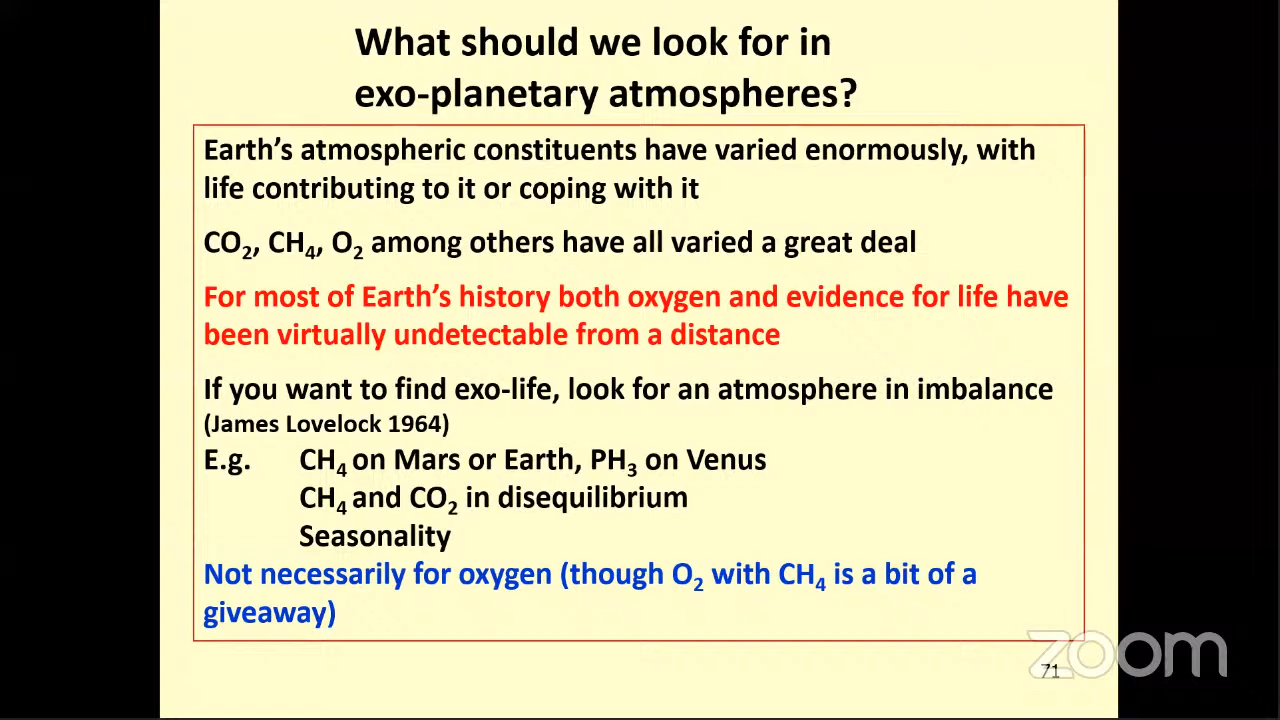 What should we look for in
exo-planetary atmospheres?
Earth’s atmospheric constituents have varied enormously, with
life contributing to it or coping with it
CO₂, CH₄, O₂ among others have all varied a great deal
For most of Earth’s history both oxygen and evidence for life have
been virtually undetectable from a distance
If you want to find exo-life, look for an atmosphere in imbalance
(James Lovelock 1964)
E.g. CH₄ on Mars or Earth, PH₃ on Venus
CH₄ and CO₂ in disequilibrium
Seasonality
Not necessarily for oxygen (though O₂ with CH₄ is a bit of a
giveaway)
zoom
71